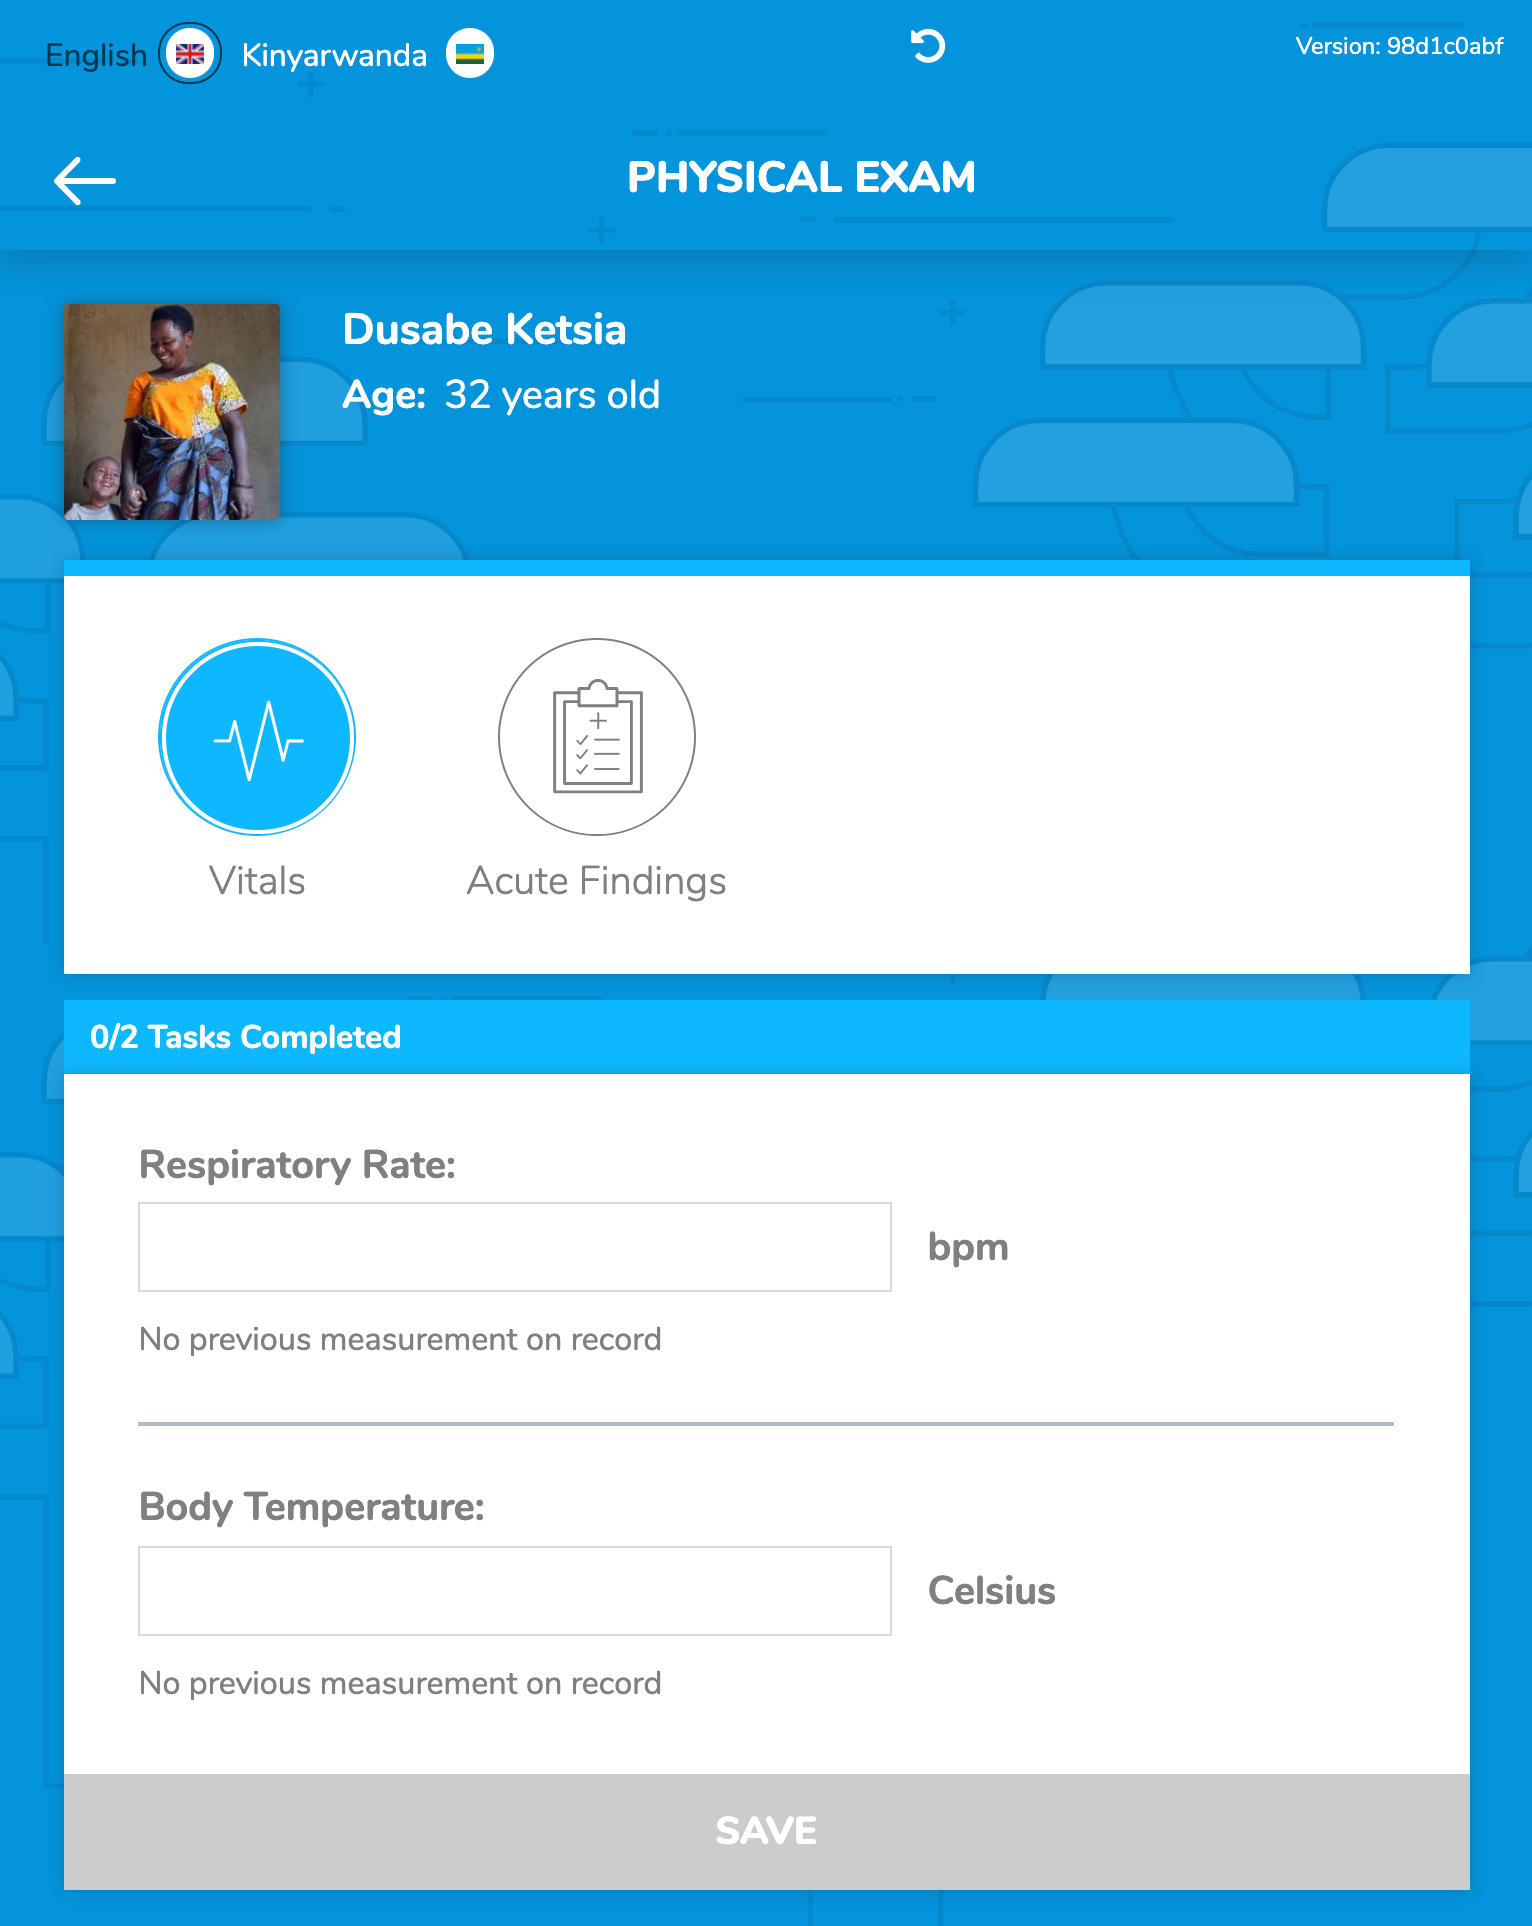 English Kinyarwanda Version: 98d1c0abf
PHYSICAL EXAM
Dusabe Ketsia
Age: 32 years old
Vitals Acute Findings
0/2 Tasks Completed
Respiratory Rate:
bpm
No previous measurement on record
Body Temperature:
Celsius
No previous measurement on record
SAVE